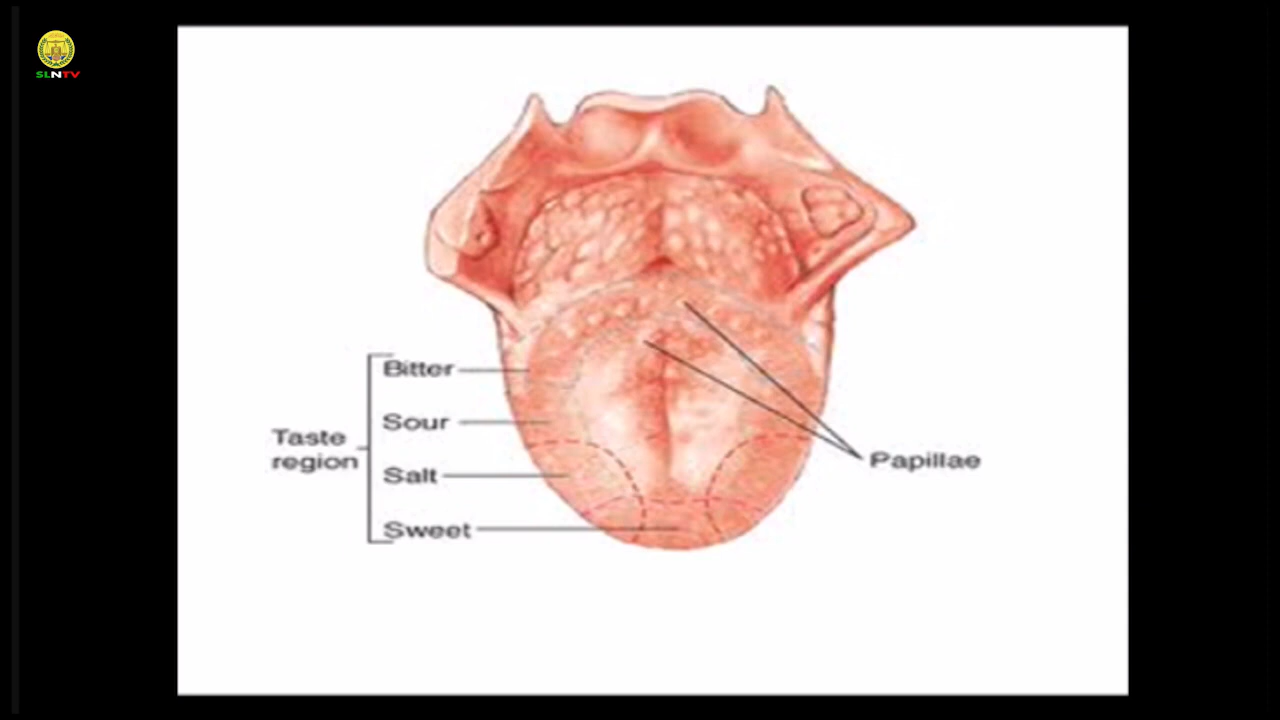 SLNTV
Bitter
Sour
Taste
region
Salt
Sweet
Papillae